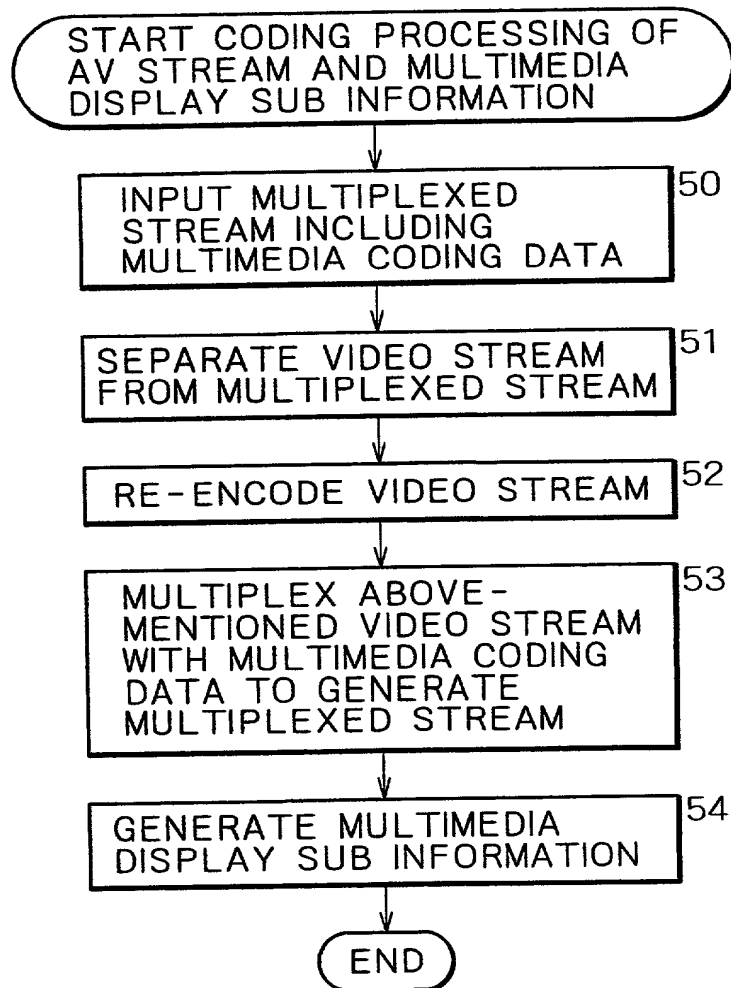 START CODING PROCESSING OF
AV STREAM AND MULTIMEDIA
DISPLAY SUB INFORMATION
50
INPUT MULTIPLEXED
STREAM INCLUDING
MULTIMEDIA CODING DATA
51
SEPARATE VIDEO STREAM
FROM MULTIPLEXED STREAM
52
RE-ENCODE VIDEO STREAM
53
MULTIPLEX ABOVE-
MENTIONED VIDEO STREAM
WITH MULTIMEDIA CODING
DATA TO GENERATE
MULTIPLEXED STREAM
54
GENERATE MULTIMEDIA
DISPLAY SUB INFORMATION
END